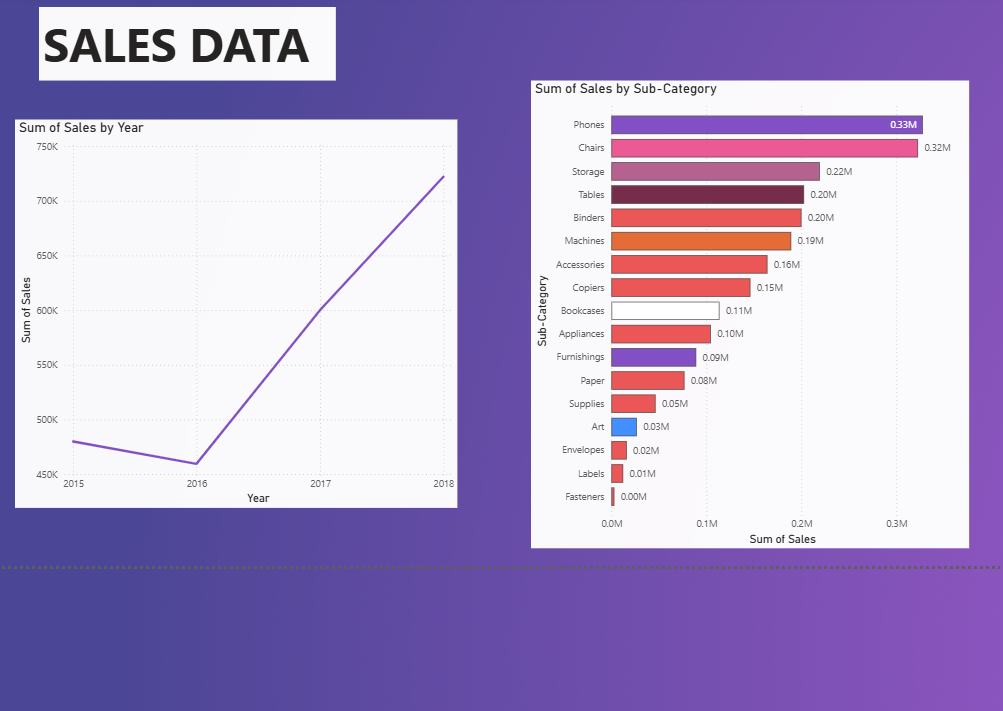 SALES DATA
Sum of Sales by Year
750K
700K
650K
600K
550K
500K
450K
Sum of Sales
2015 2016 2017 2018
Year
Sum of Sales by Sub-Category
Sub-Category
Phones 0.33M
Chairs 0.32M
Storage 0.22M
Tables 0.20M
Binders 0.20M
Machines 0.19M
Accessories 0.16M
Copiers 0.15M
Bookcases 0.11M
Appliances 0.10M
Furnishings 0.09M
Paper 0.08M
Supplies 0.05M
Art 0.03M
Envelopes 0.02M
Labels 0.01M
Fasteners 0.00M
0.0M 0.1M 0.2M 0.3M
Sum of Sales